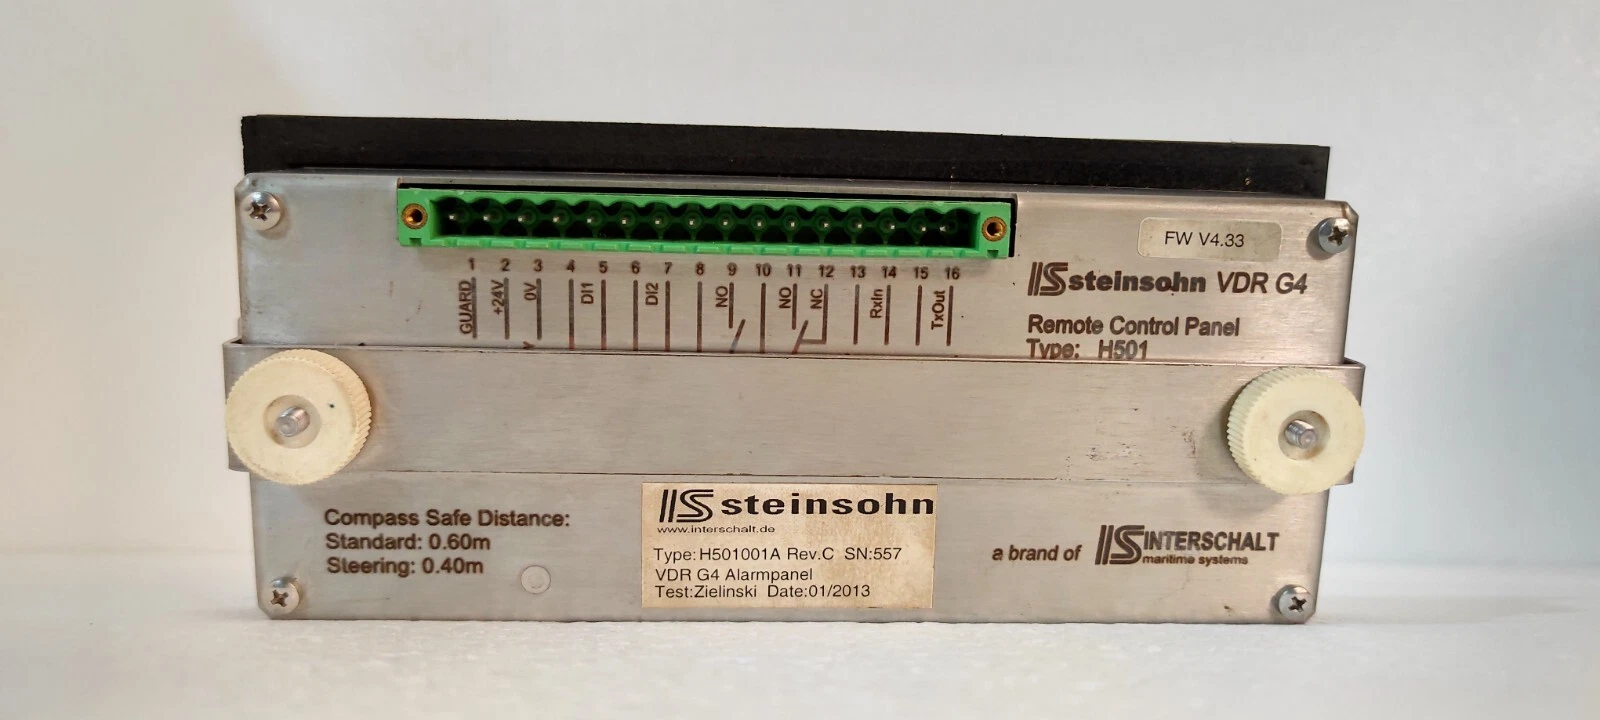 FW V4.33
1 2 3 4 5 6 7 8 9 10 11 12 13 14 15 16
GUARD +24V 0V DI1 DI2 NO NO NC RxIn TxOut
IS steinsohn VDR G4
Remote Control Panel
Type: H501
Compass Safe Distance:
Standard: 0.60m
Steering: 0.40m
IS steinsohn
www.interschalt.de
Type:H501001A Rev.C SN:557
VDR G4 Alarmpanel
Test:Zielinski Date:01/2013
a brand of IS INTERSCHALT
maritime systems